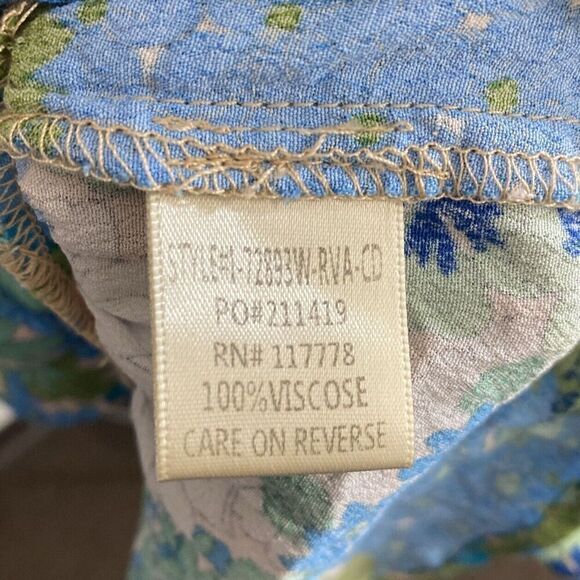 STYLE#I-72893W-RVA-CD
PO#211419
RN# 117778
100%VISCOSE
CARE ON REVERSE